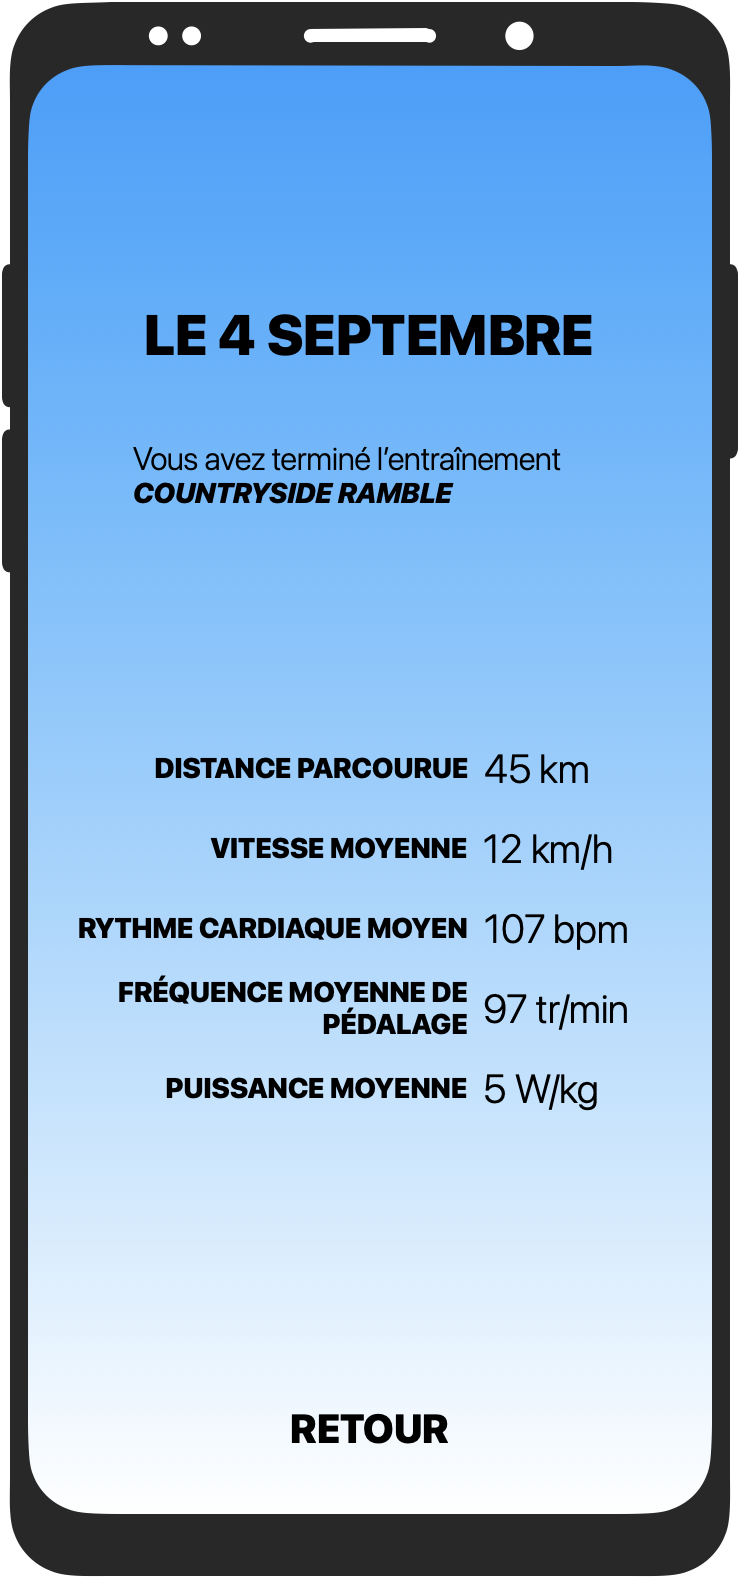 LE 4 SEPTEMBRE
Vous avez terminé l’entraînement
COUNTRYSIDE RAMBLE
DISTANCE PARCOURUE 45 km
VITESSE MOYENNE 12 km/h
RYTHME CARDIAQUE MOYEN 107 bpm
FRÉQUENCE MOYENNE DE
PÉDALAGE 97 tr/min
PUISSANCE MOYENNE 5 W/kg
RETOUR